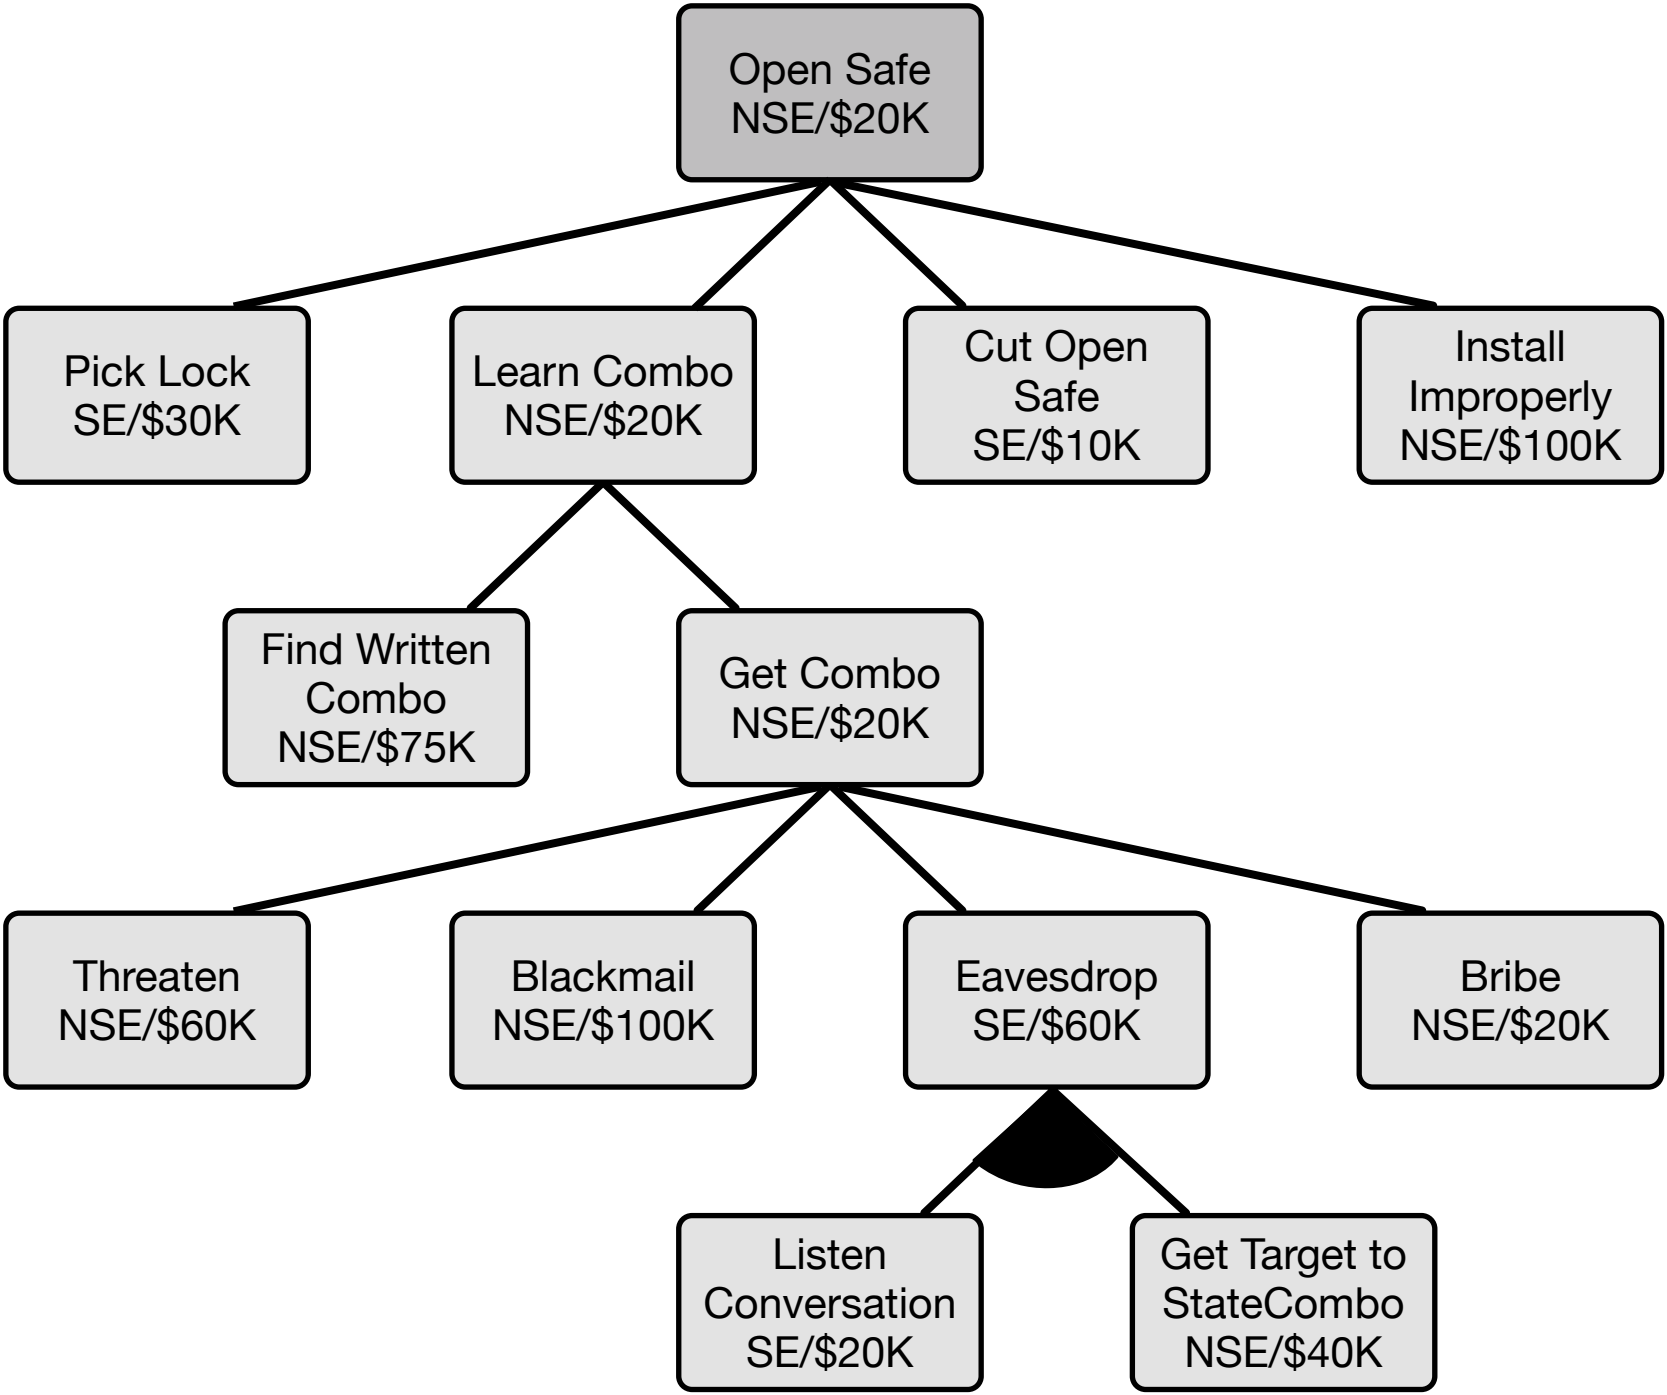 Open Safe
NSE/$20K
Pick Lock
SE/$30K
Learn Combo
NSE/$20K
Cut Open
Safe
SE/$10K
Install
Improperly
NSE/$100K
Find Written
Combo
NSE/$75K
Get Combo
NSE/$20K
Threaten
NSE/$60K
Blackmail
NSE/$100K
Eavesdrop
SE/$60K
Bribe
NSE/$20K
Listen
Conversation
SE/$20K
Get Target to
StateCombo
NSE/$40K